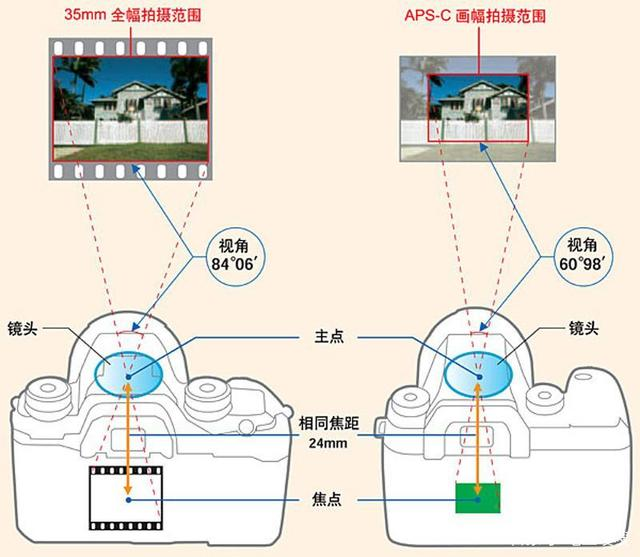 35mm 全幅拍摄范围
APS-C 画幅拍摄范围
视角
84°06′
视角
60°98′
镜头
主点
镜头
相同焦距
24mm
焦点